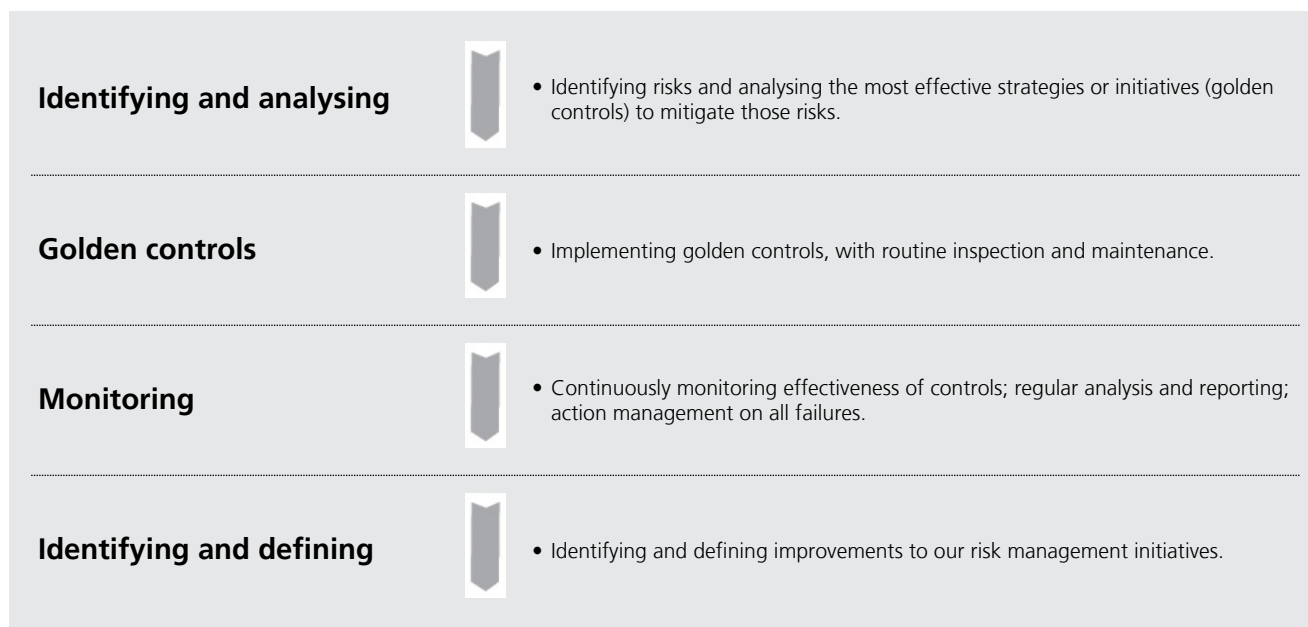 Identifying and analysing
• Identifying risks and analysing the most effective strategies or initiatives (golden
controls) to mitigate those risks.
Golden controls
• Implementing golden controls, with routine inspection and maintenance.
Monitoring
• Continuously monitoring effectiveness of controls; regular analysis and reporting;
action management on all failures.
Identifying and defining
• Identifying and defining improvements to our risk management initiatives.